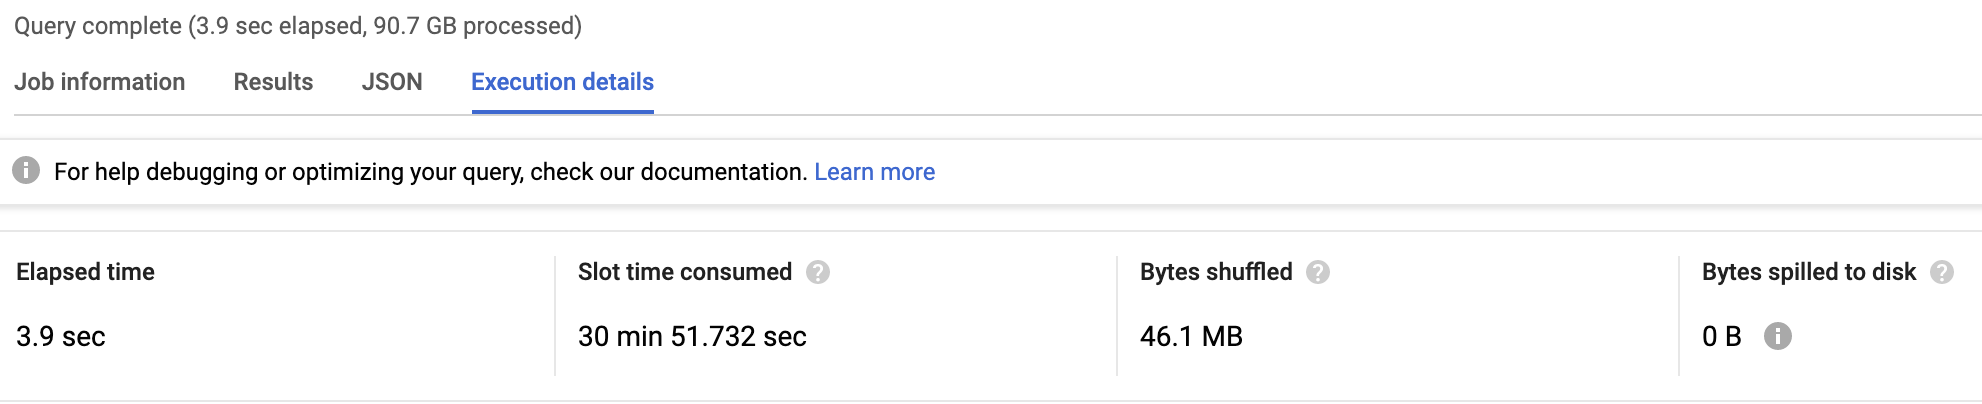 Query complete (3.9 sec elapsed, 90.7 GB processed)
Job information Results JSON Execution details
For help debugging or optimizing your query, check our documentation. Learn more
Elapsed time Slot time consumed Bytes shuffled Bytes spilled to disk
3.9 sec 30 min 51.732 sec 46.1 MB 0 B